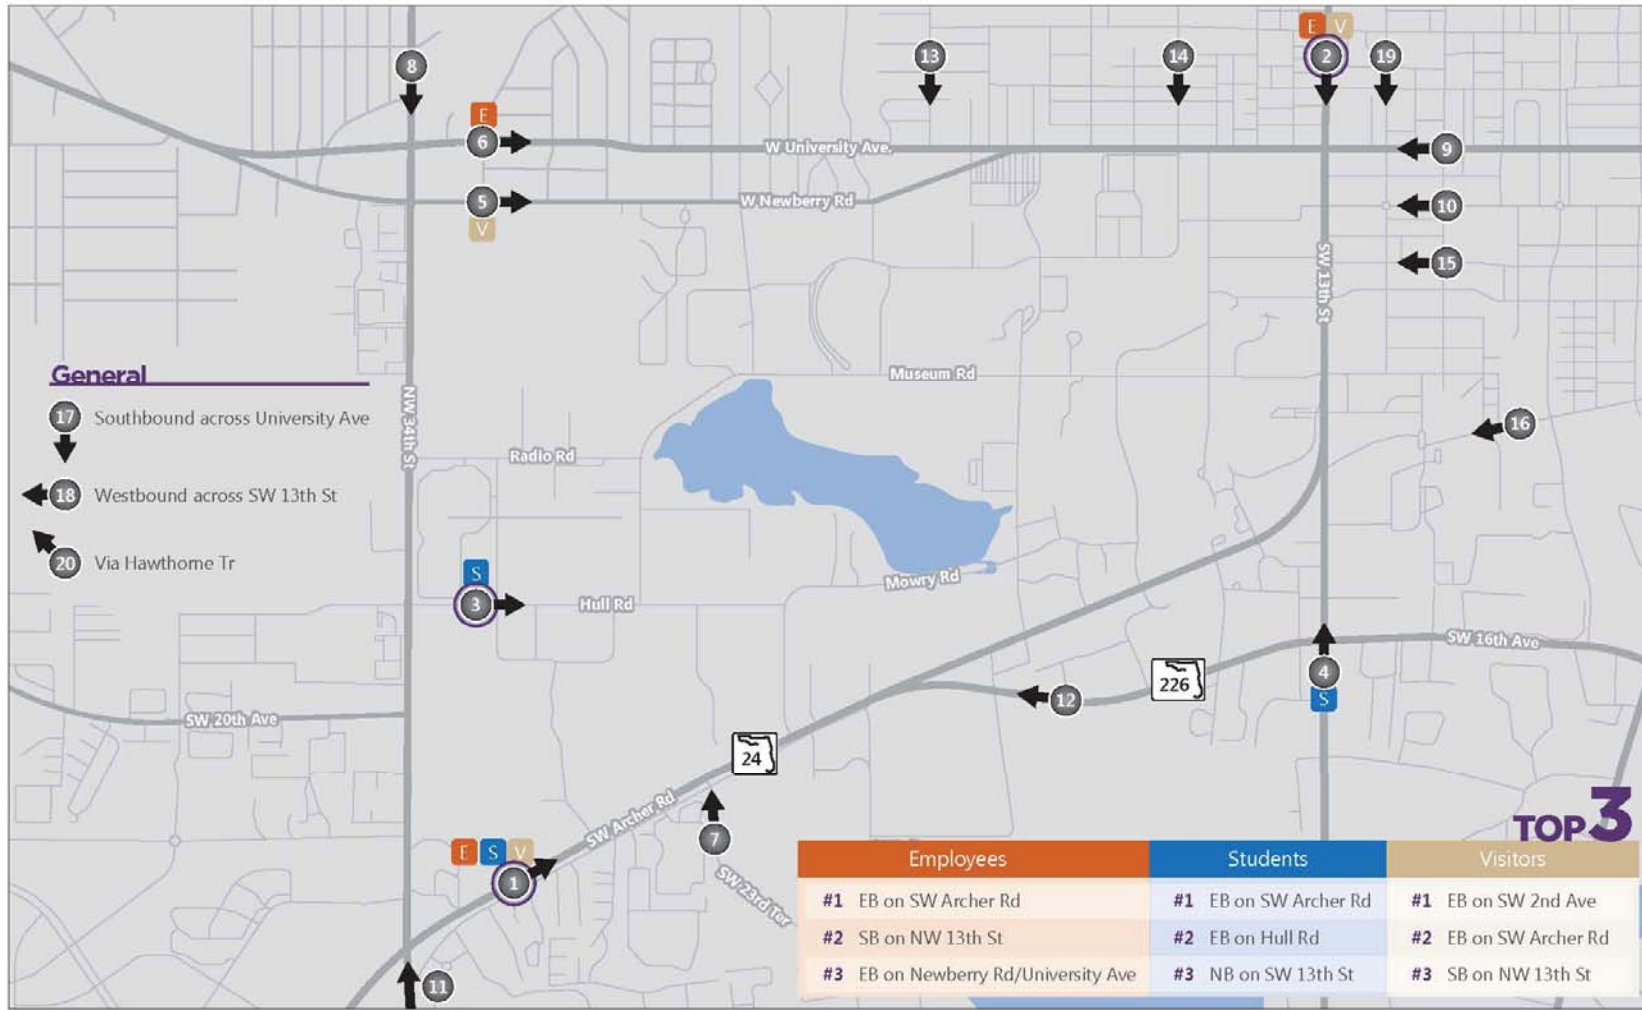 E V
8
13
14
2
19
E
6
W University Ave.
9
5
W Newberry Rd
10
V
15
SW 13th St
General
Museum Rd
17 Southbound across University Ave
NW 34th St
16
Radio Rd
18 Westbound across SW 13th St
20 Via Hawthorne Tr
S
3
Hull Rd
Mowry Rd
SW 16th Ave
4
S
226
12
SW 20th Ave
24
SW Archer Rd
7
E S V
1
SW 23rd Ter
11
TOP 3
Employees Students Visitors
#1 EB on SW Archer Rd #1 EB on SW Archer Rd #1 EB on SW 2nd Ave
#2 SB on NW 13th St #2 EB on Hull Rd #2 EB on SW Archer Rd
#3 EB on Newberry Rd/University Ave #3 NB on SW 13th St #3 SB on NW 13th St